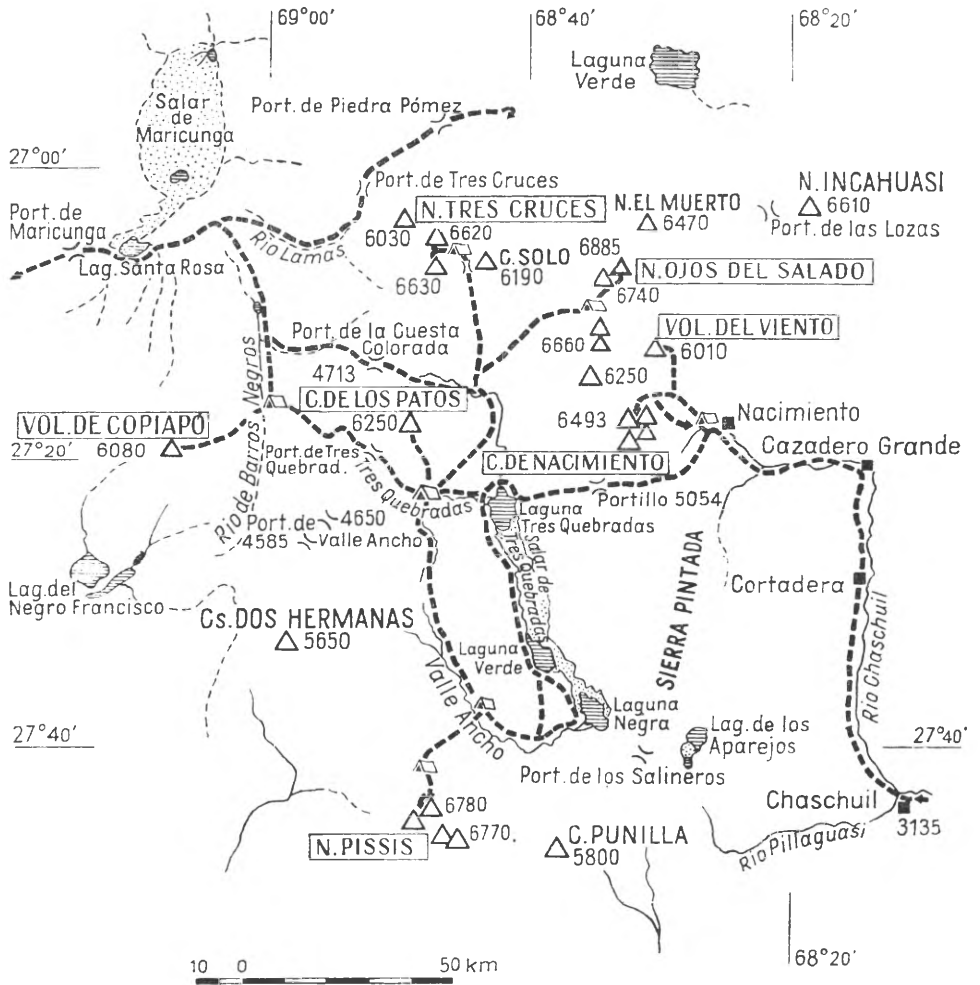 69°00'
68°40'
68°20'
Laguna
Verde
Salar
de
Maricunga
Port. de Piedra Pómez
27°00'
Port. de Tres Cruces
N. INCAHUASI
6610
Port. de
Maricunga
N. TRES CRUCES
N. EL MUERTO
6470
Port. de las Lozas
6030
6620
Río Lamas
Lag. Santa Rosa
C. SOLO
6190
6885
N. OJOS DEL SALADO
6630
6740
Port. de la Cuesta
Colorada
4713
6660
VOL. DEL VIENTO
6010
6250
C. DE LOS PATOS
6250
VOL. DE COPIAPÓ
6080
27°20'
6493
Nacimiento
Cazadero Grande
Port. de Tres
Quebrad.
C. DE NACIMIENTO
Río de Barros Negros
Tres Quebradas
Portillo 5054
Laguna
Tres Quebradas
Port. de
4650
4585
Valle Ancho
Salar de
Tres Quebradas
Cortadera
Lag. del
Negro Francisco
SIERRA PINTADA
Río Chaschuil
Cs. DOS HERMANAS
5650
Laguna
Verde
Valle Ancho
Laguna
Negra
Lag. de los
Aparejos
27°40'
27°40'
Port. de los Salineros
Chaschuil
3135
6780
6770.
N. PISSIS
C. PUNILLA
5800
Río Pillaguasi
68°20'
10 0 50 km